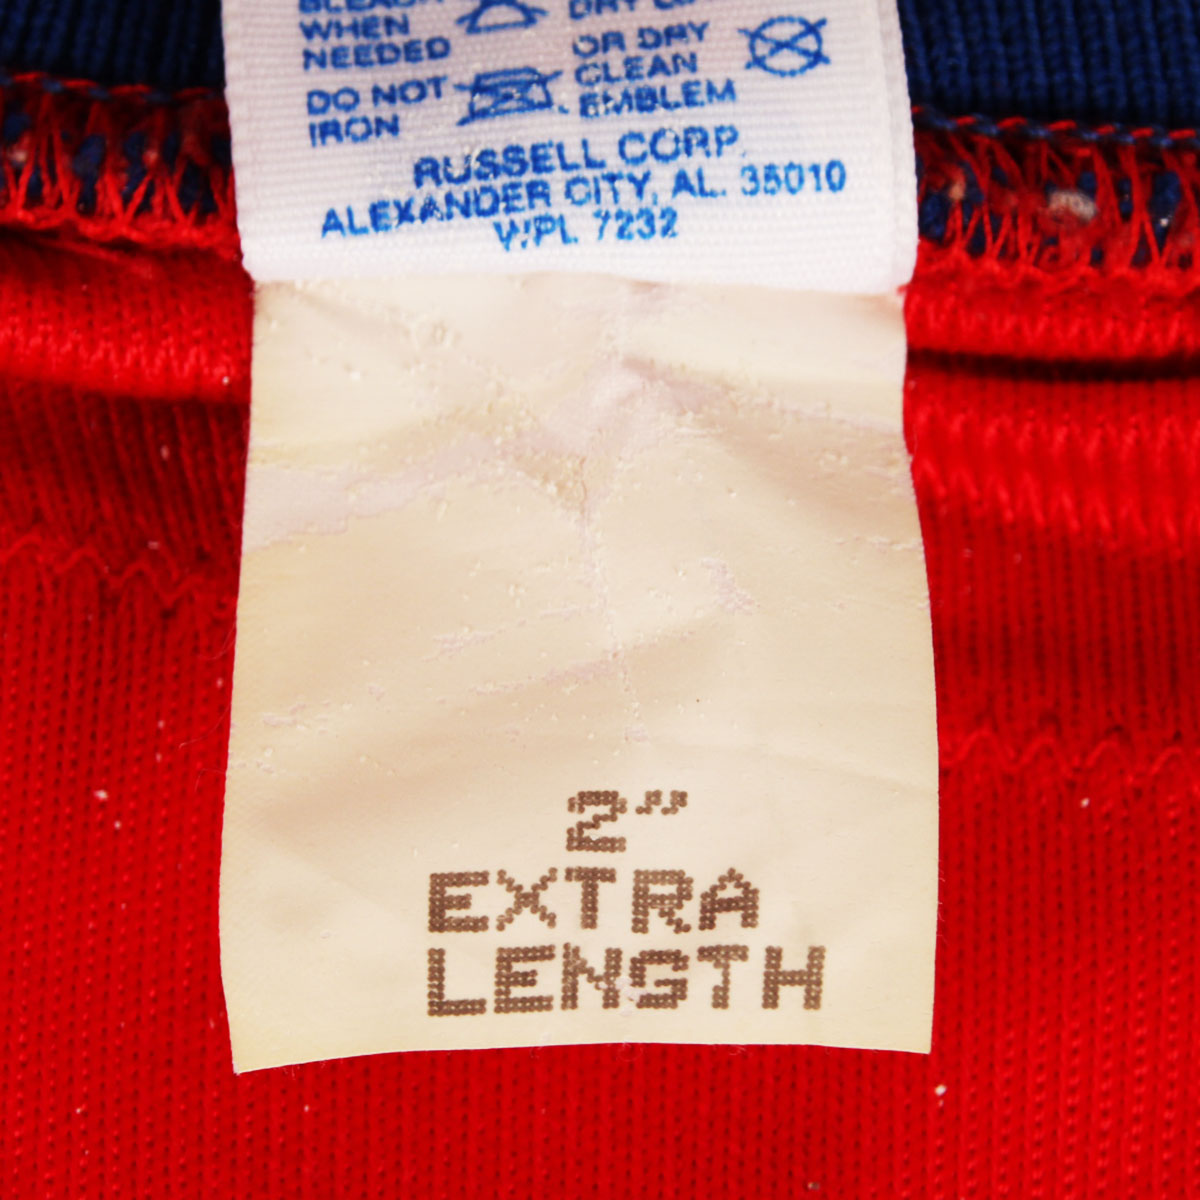 WHEN
NEEDED
DO NOT
IRON
OR DRY
CLEAN
EMBLEM
RUSSELL CORP.
ALEXANDER CITY, AL. 35010
WPL 7232
2"
EXTRA
LENGTH